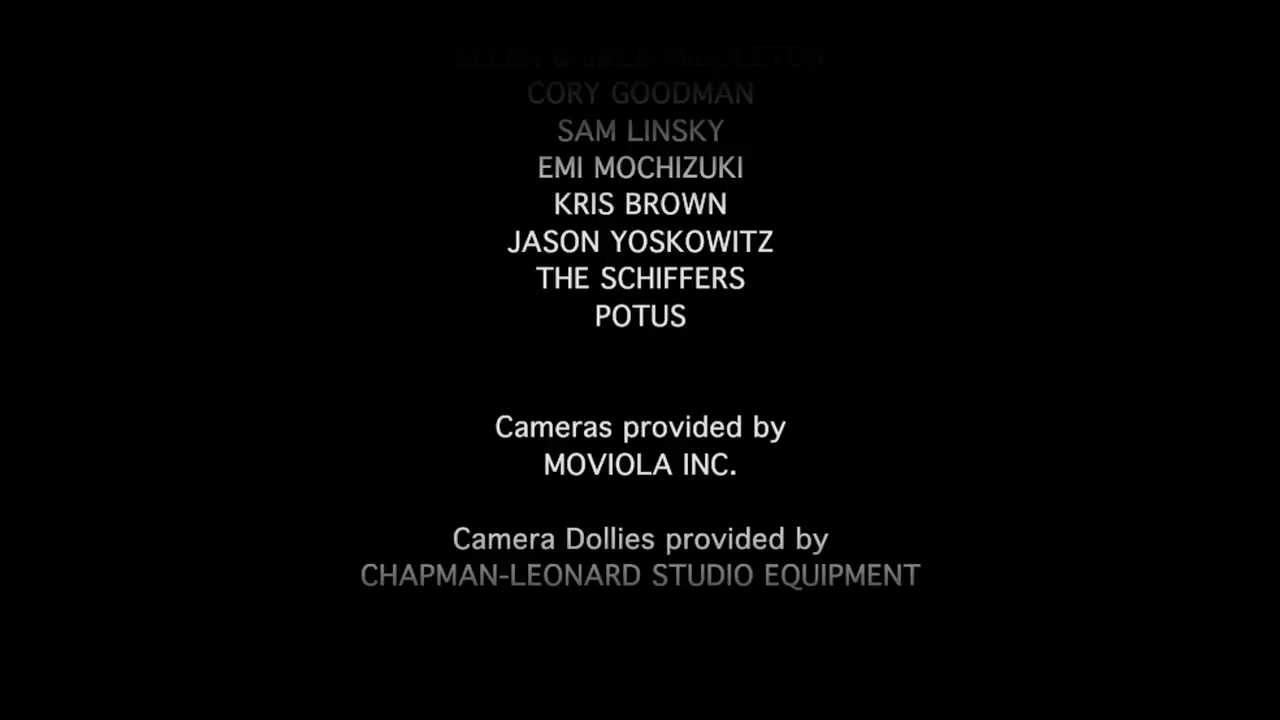 CORY GOODMAN
SAM LINSKY
EMI MOCHIZUKI
KRIS BROWN
JASON YOSKOWITZ
THE SCHIFFERS
POTUS
Cameras provided by
MOVIOLA INC.
Camera Dollies provided by
CHAPMAN-LEONARD STUDIO EQUIPMENT